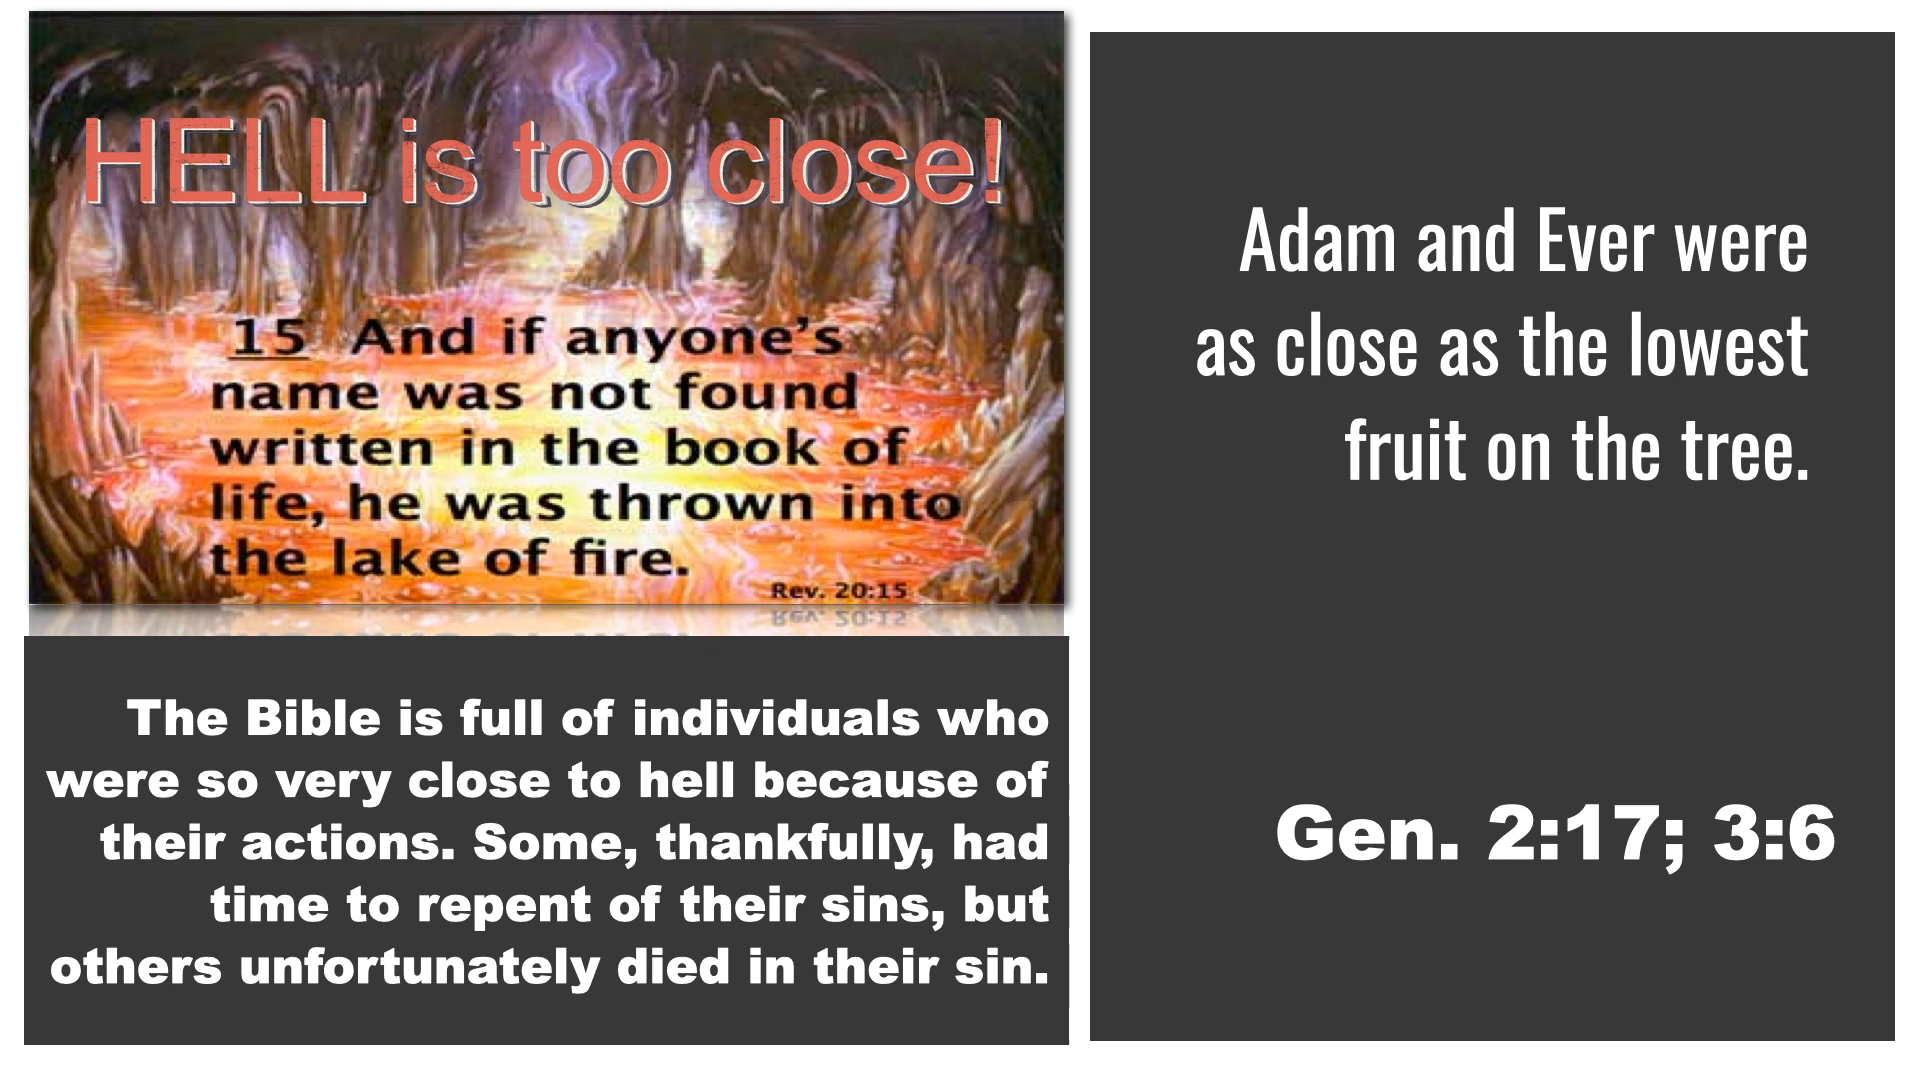 HELL is too close!
15 And if anyone’s
name was not found
written in the book of
life, he was thrown into
the lake of fire.
Rev. 20:15
The Bible is full of individuals who
were so very close to hell because of
their actions. Some, thankfully, had
time to repent of their sins, but
others unfortunately died in their sin.
Adam and Ever were
as close as the lowest
fruit on the tree.
Gen. 2:17; 3:6